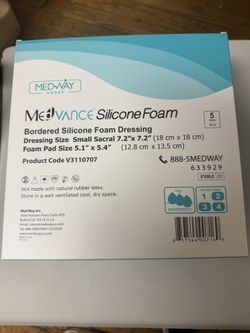 MEDWAY
GROUP
MedVANCE Silicone Foam
5
Bordered Silicone Foam Dressing
Dressing Size Small Sacral 7.2"x 7.2" (18 cm x 18 cm)
Foam Pad Size 5.1" x 5.4" (12.8 cm x 13.5 cm)
Product Code V3110707
888-5MEDWAY
633929
STERILE
Not made with natural rubber latex.
Store in a well ventilated cool, dry space.
1 2
3 4
Med Way Inc.